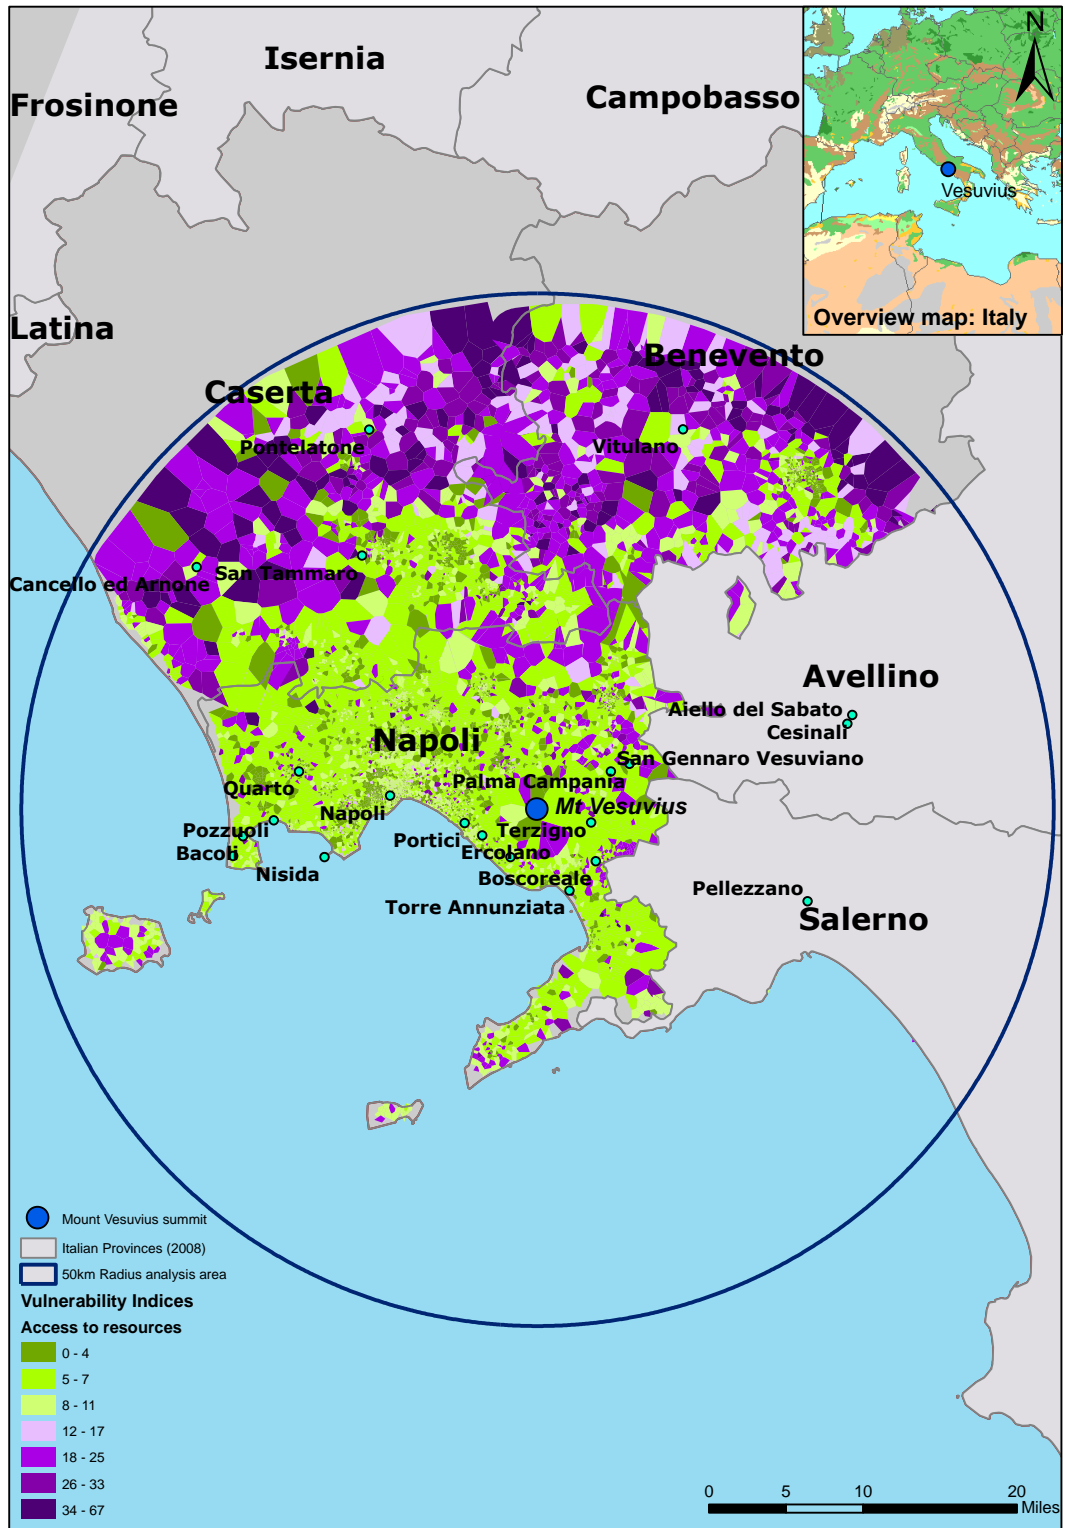 Isernia
Frosinone
Campobasso
N
Vesuvius
Overview map: Italy
Latina
Benevento
Caserta
Pontelatone
Vitulano
San Tammaro
Cancello ed Arnone
Avellino
Aiello del Sabato
Cesinali
Napoli
San Gennaro Vesuviano
Palma Campania
Quarto
Napoli
Mt Vesuvius
Pozzuoli
Terzigno
Portici
Bacoli
Ercolano
Nisida
Boscoreale
Pellezzano
Torre Annunziata
Salerno
Mount Vesuvius summit
Italian Provinces (2008)
50km Radius analysis area
Vulnerability Indices
Access to resources
0 - 4
5 - 7
8 - 11
12 - 17
18 - 25
26 - 33
34 - 67
0 5 10 20
Miles